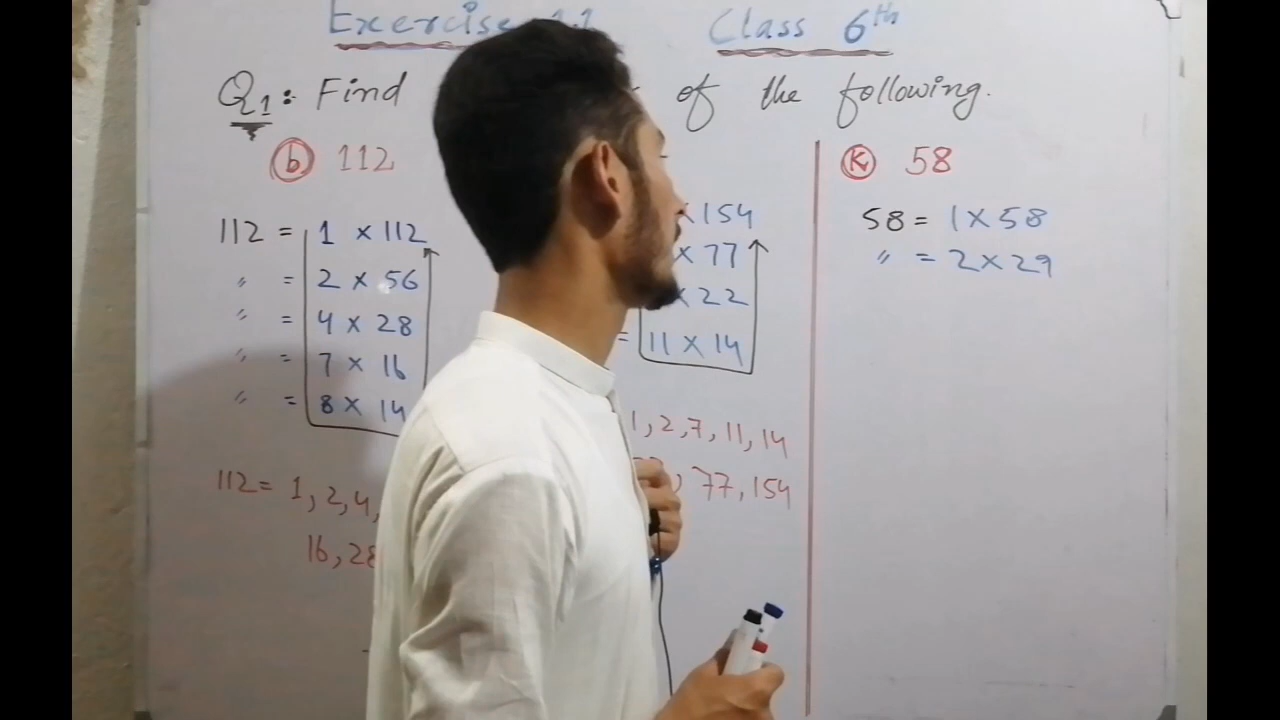 Exercise 1.1 Class 6th
Q1: Find of the following.
b 112
112 = 1 × 112
" = 2 × 56
" = 4 × 28
" = 7 × 16
" = 8 × 14
112 = 1, 2, 4,
16, 28
× 154
× 77
× 22
= 11 × 14
1, 2, 7, 11, 14
, 77, 154
K 58
58 = 1 × 58
" = 2 × 29